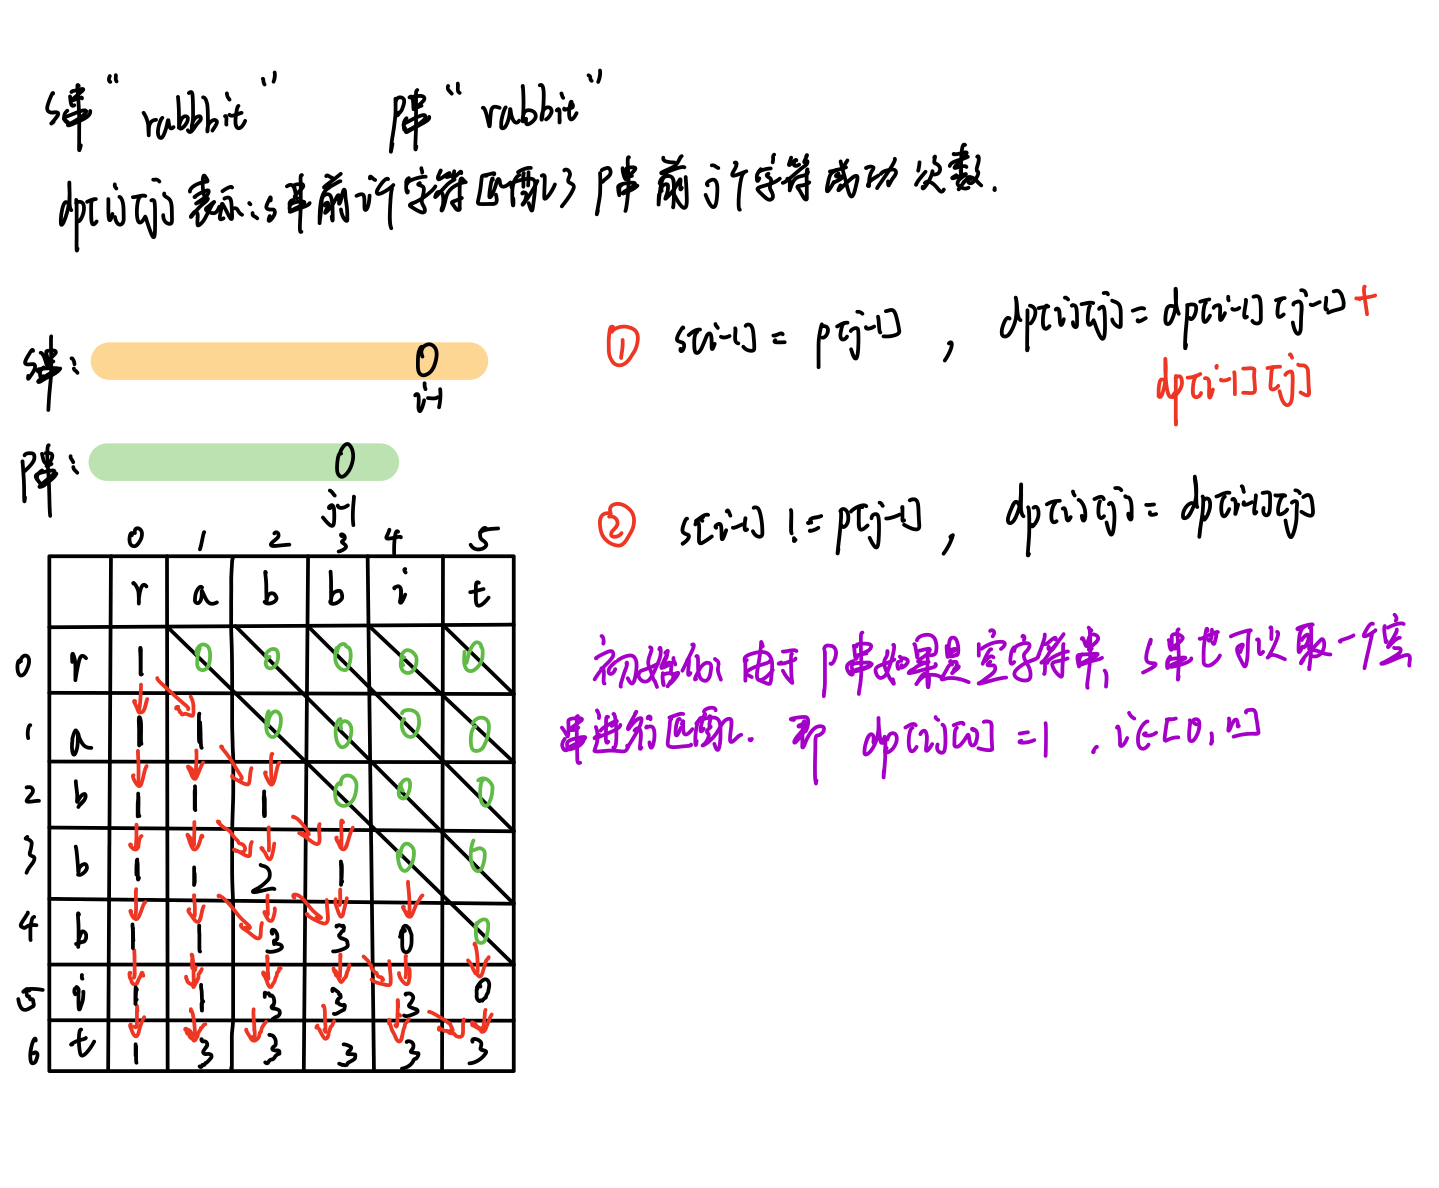 S串 “rabbbit” P串 “rabbit”
dp[i][j] 表示:s串前i个字符匹配了P串前j个字符成功次数.
① s[i-1] = p[j-1] , dp[i][j] = dp[i-1][j-1] +
dp[i-1][j]
S串: 0
i-1
P串: 0
j-1
② s[i-1] != p[j-1] , dp[i][j] = dp[i-1][j]
初始化: 由于P串如果是空字符串, S串也可以取一个空
串进行匹配. 即 dp[i][0] = 1 , i∈[0,n]
0 1 2 3 4 5
r a b b i t
0 r 1 0 0 0 0 0
1 a 1 1 0 0 0 0
2 b 1 1 1 0 0 0
3 b 1 1 2 1 0 0
4 b 1 1 3 3 0 0
5 i 1 1 3 3 3 0
6 t 1 3 3 3 3 3